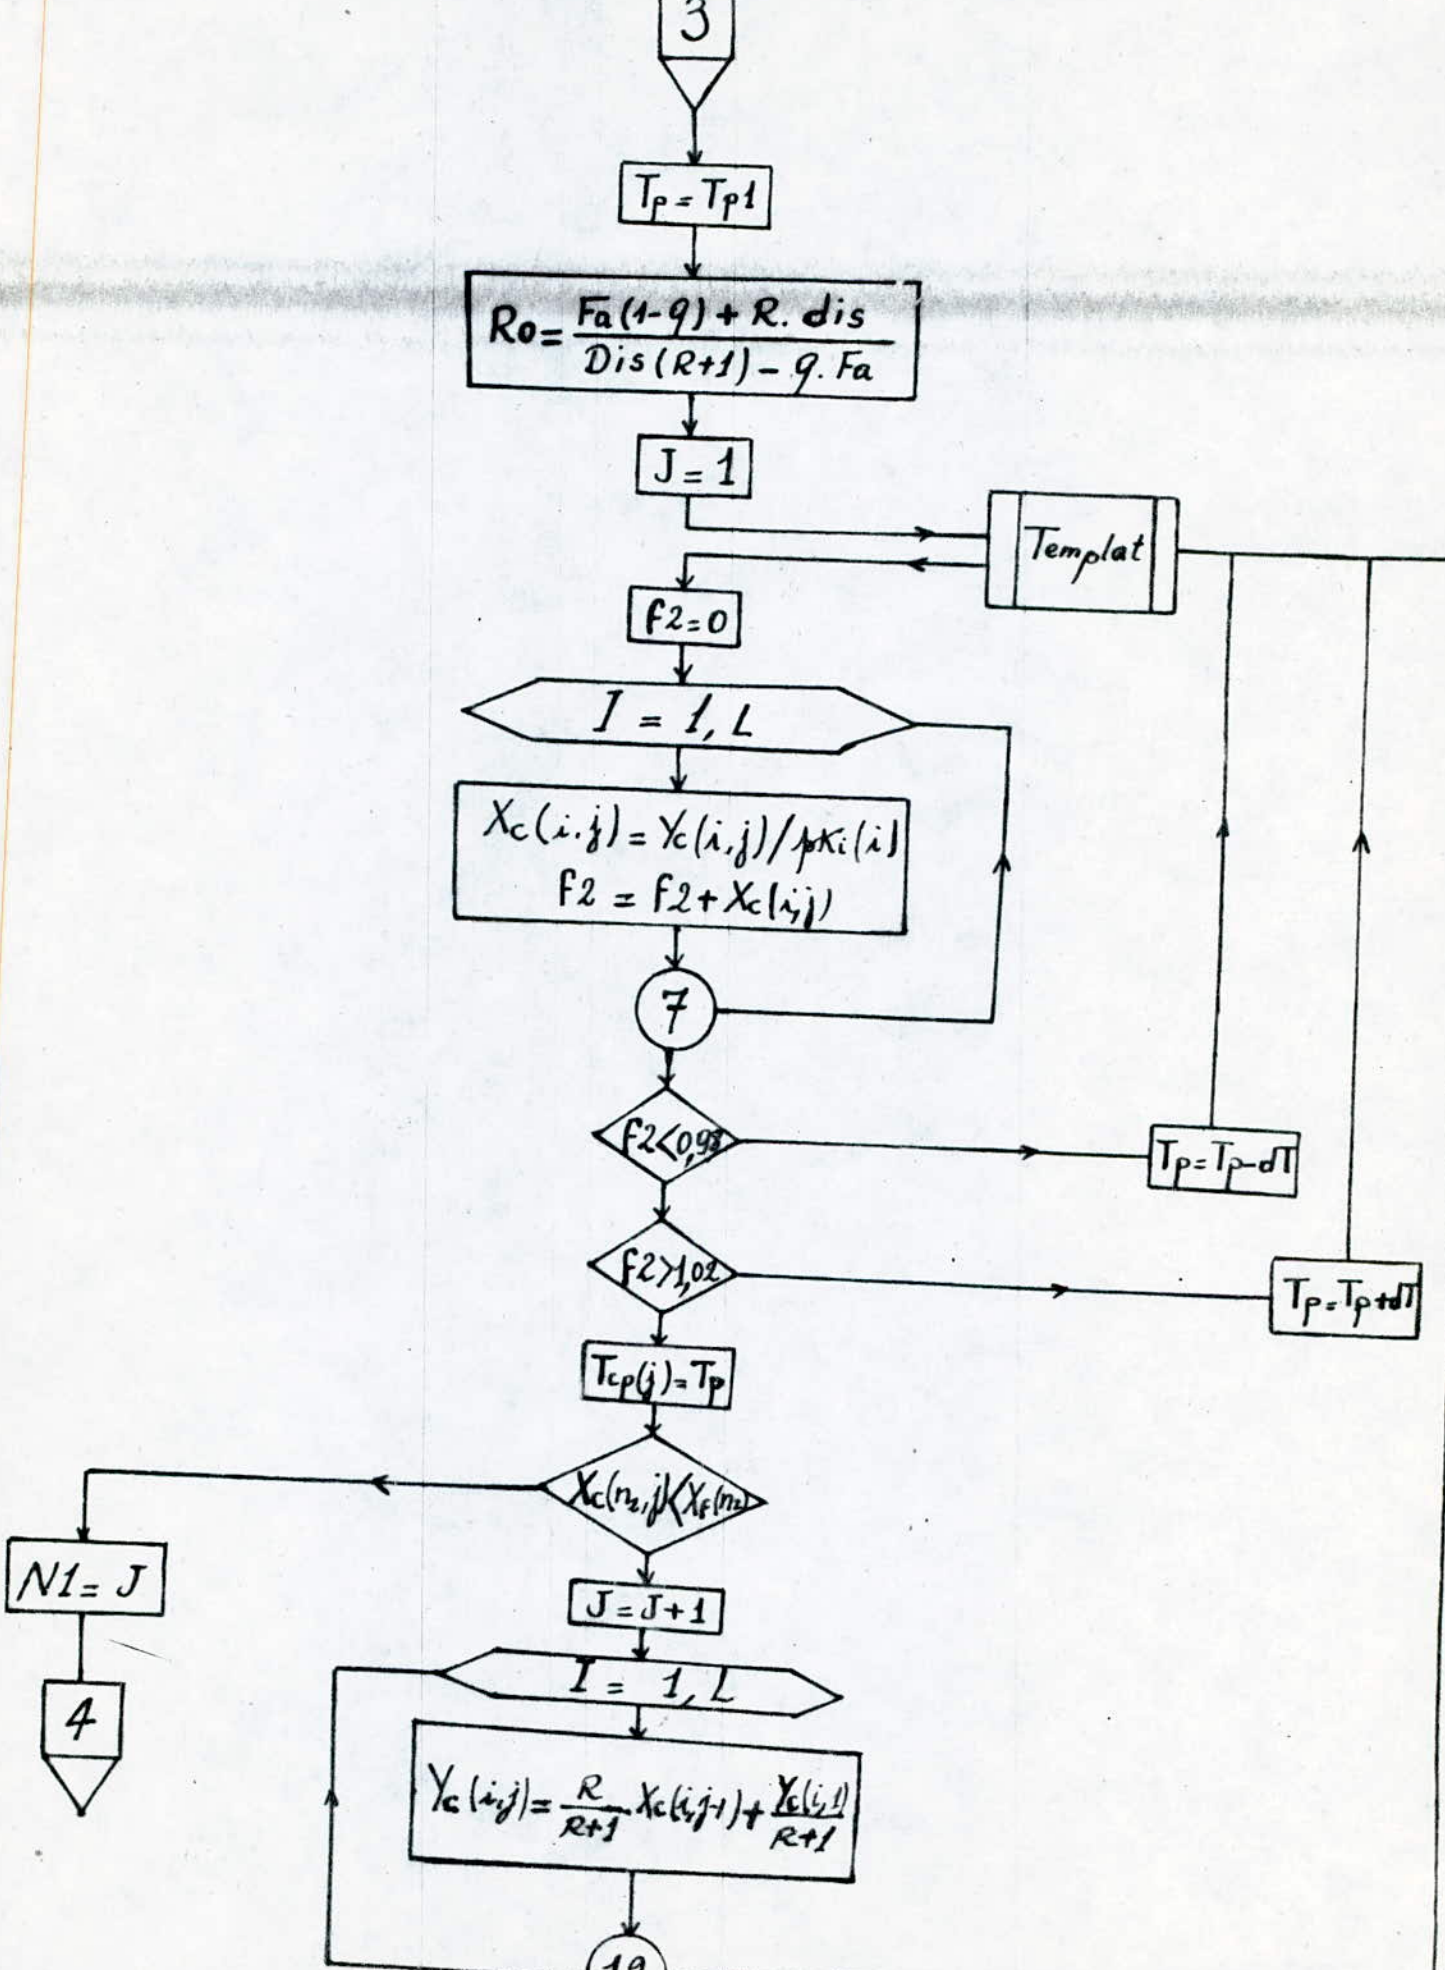 3
Tp = Tp1
Ro = Fa(1-q) + R. dis
Dis(R+1) - q. Fa
J = 1
Templat
f2 = 0
I = 1, L
Xc(i.j) = Yc(i,j)/pKi(i)
f2 = f2 + Xc(i,j)
7
f2<0,98
Tp = Tp-dT
f2>1,02
Tp = Tp+dT
Tcp(j) = Tp
Xc(n2,j)<Xf(n2)
N1 = J
J = J+1
4
I = 1, L
Yc(i,j) = R/R+1 . Xc(i,j-1) + Yc(i,1)/R+1
19